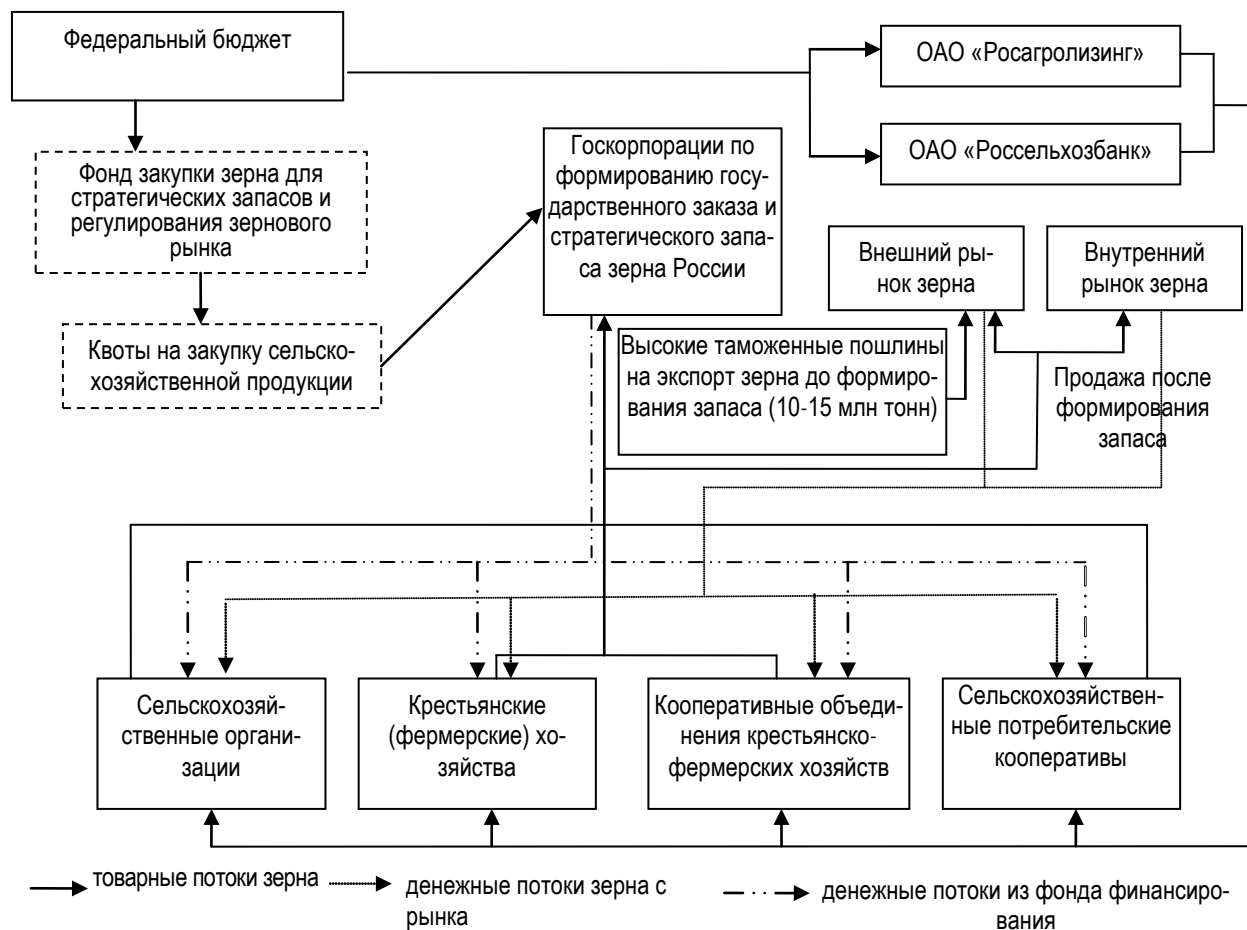 Федеральный бюджет
ОАО «Росагролизинг»
ОАО «Россельхозбанк»
Фонд закупки зерна для
стратегических запасов и
регулирования зернового
рынка
Госкорпорации по
формированию госу-
дарственного заказа и
стратегического запа-
са зерна России
Внешний ры-
нок зерна
Внутренний
рынок зерна
Квоты на закупку сельско-
хозяйственной продукции
Высокие таможенные пошлины
на экспорт зерна до формиро-
вания запаса (10-15 млн тонн)
Продажа после
формирования
запаса
Сельскохозяй-
ственные органи-
зации
Крестьянские
(фермерские) хо-
зяйства
Кооперативные объеди-
нения крестьянско-
фермерских хозяйств
Сельскохозяйствен-
ные потребительские
кооперативы
товарные потоки зерна
денежные потоки зерна с
рынка
денежные потоки из фонда финансиро-
вания